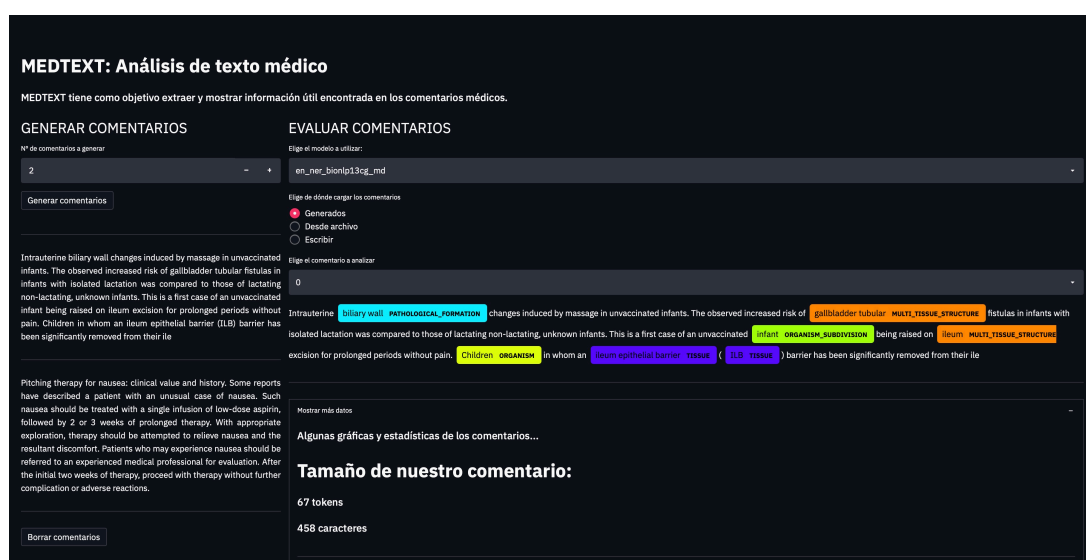 MEDTEXT: Análisis de texto médico
MEDTEXT tiene como objetivo extraer y mostrar información útil encontrada en los comentarios médicos.
GENERAR COMENTARIOS
Nº de comentarios a generar
2
− +
Generar comentarios
Intrauterine biliary wall changes induced by massage in unvaccinated
infants. The observed increased risk of gallbladder tubular fistulas in
infants with isolated lactation was compared to those of lactating
non-lactating, unknown infants. This is a first case of an unvaccinated
infant being raised on ileum excision for prolonged periods without
pain. Children in whom an ileum epithelial barrier (ILB) barrier has
been significantly removed from their ile
Pitching therapy for nausea: clinical value and history. Some reports
have described a patient with an unusual case of nausea. Such
nausea should be treated with a single infusion of low-dose aspirin,
followed by 2 or 3 weeks of prolonged therapy. With appropriate
exploration, therapy should be attempted to relieve nausea and the
resultant discomfort. Patients who may experience nausea should be
referred to an experienced medical professional for evaluation. After
the initial two weeks of therapy, proceed with therapy without further
complication or adverse reactions.
Borrar comentarios
EVALUAR COMENTARIOS
Elige el modelo a utilizar:
en_ner_bionlp13cg_md
Elige de dónde cargar los comentarios
Generados
Desde archivo
Escribir
Elige el comentario a analizar
0
Intrauterine biliary wall PATHOLOGICAL_FORMATION changes induced by massage in unvaccinated infants. The observed increased risk of gallbladder tubular MULTI_TISSUE_STRUCTURE fistulas in infants with
isolated lactation was compared to those of lactating non-lactating, unknown infants. This is a first case of an unvaccinated infant ORGANISM_SUBDIVISION being raised on ileum MULTI_TISSUE_STRUCTURE
excision for prolonged periods without pain. Children ORGANISM in whom an ileum epithelial barrier TISSUE ( ILB TISSUE ) barrier has been significantly removed from their ile
Mostrar más datos
−
Algunas gráficas y estadísticas de los comentarios...
Tamaño de nuestro comentario:
67 tokens
458 caracteres